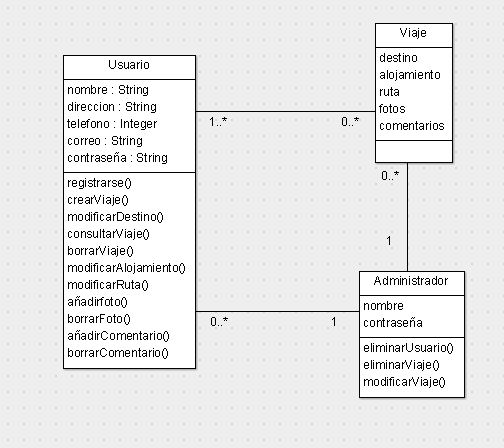 Viaje
destino
alojamiento
ruta
fotos
comentarios
Usuario
nombre : String
direccion : String
telefono : Integer
correo : String
contraseña : String
registrarse()
crearViaje()
modificarDestino()
consultarViaje()
borrarViaje()
modificarAlojamiento()
modificarRuta()
añadirfoto()
borrarFoto()
añadirComentario()
borrarComentario()
1..*
0..*
0..*
1
Administrador
nombre
contraseña
eliminarUsuario()
eliminarViaje()
modificarViaje()
0..*
1